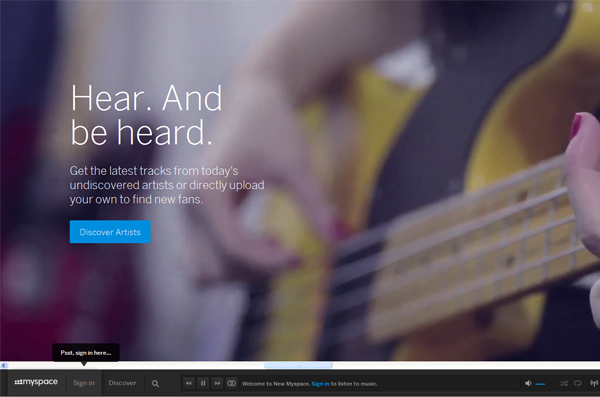 Hear. And
be heard.
Get the latest tracks from today's
undiscovered artists or directly upload
your own to find new fans.
Discover Artists
Psst, sign in here...
myspace Sign in Discover Welcome to New Myspace. Sign in to listen to music.